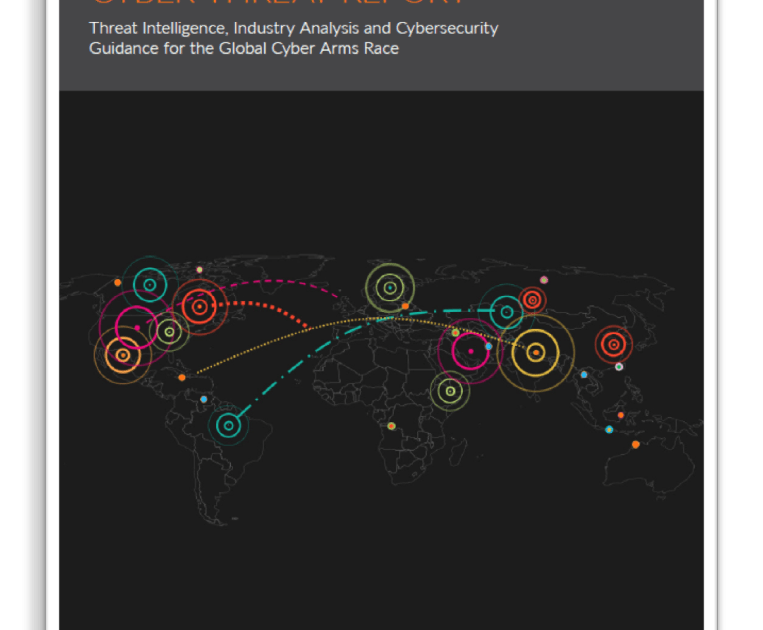 CYBER THREAT REPORT
Threat Intelligence, Industry Analysis and Cybersecurity
Guidance for the Global Cyber Arms Race